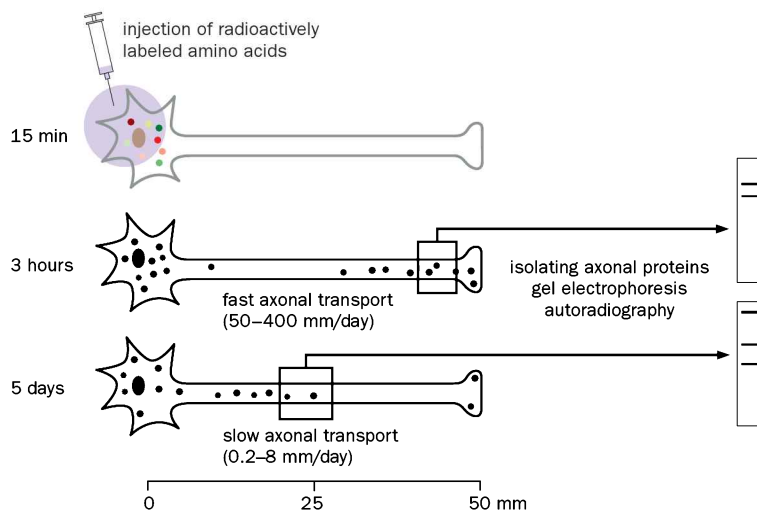 injection of radioactively
labeled amino acids
15 min
3 hours
fast axonal transport
(50–400 mm/day)
isolating axonal proteins
gel electrophoresis
autoradiography
5 days
slow axonal transport
(0.2–8 mm/day)
0 25 50 mm